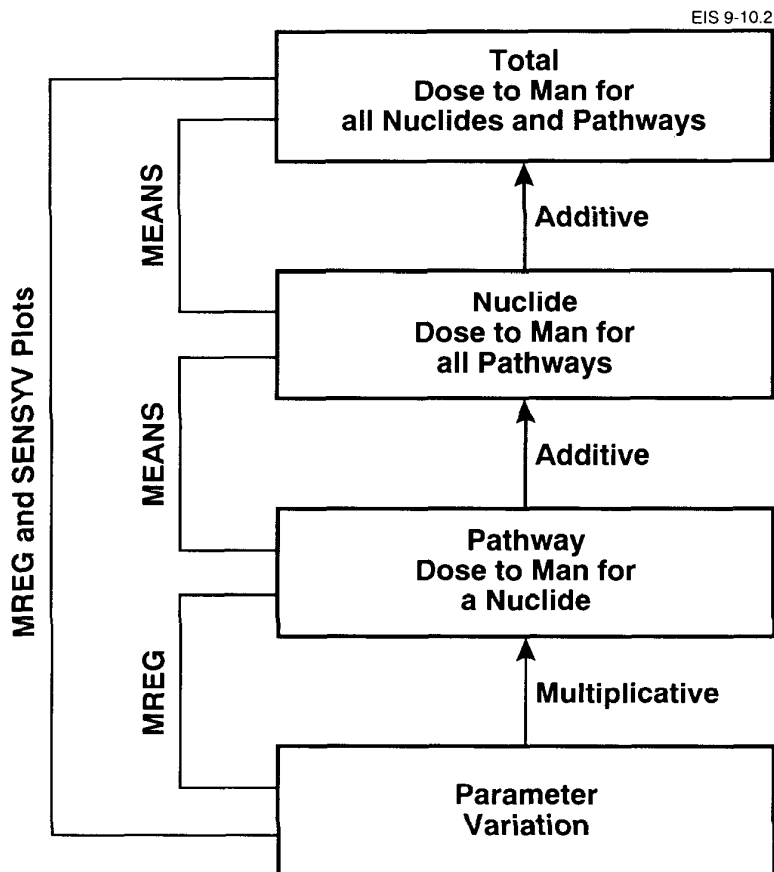 EIS 9-10.2
Total
Dose to Man for
all Nuclides and Pathways
Additive
MEANS
Nuclide
Dose to Man for
all Pathways
Additive
MEANS
MREG and SENSYV Plots
Pathway
Dose to Man for
a Nuclide
Multiplicative
MREG
Parameter
Variation